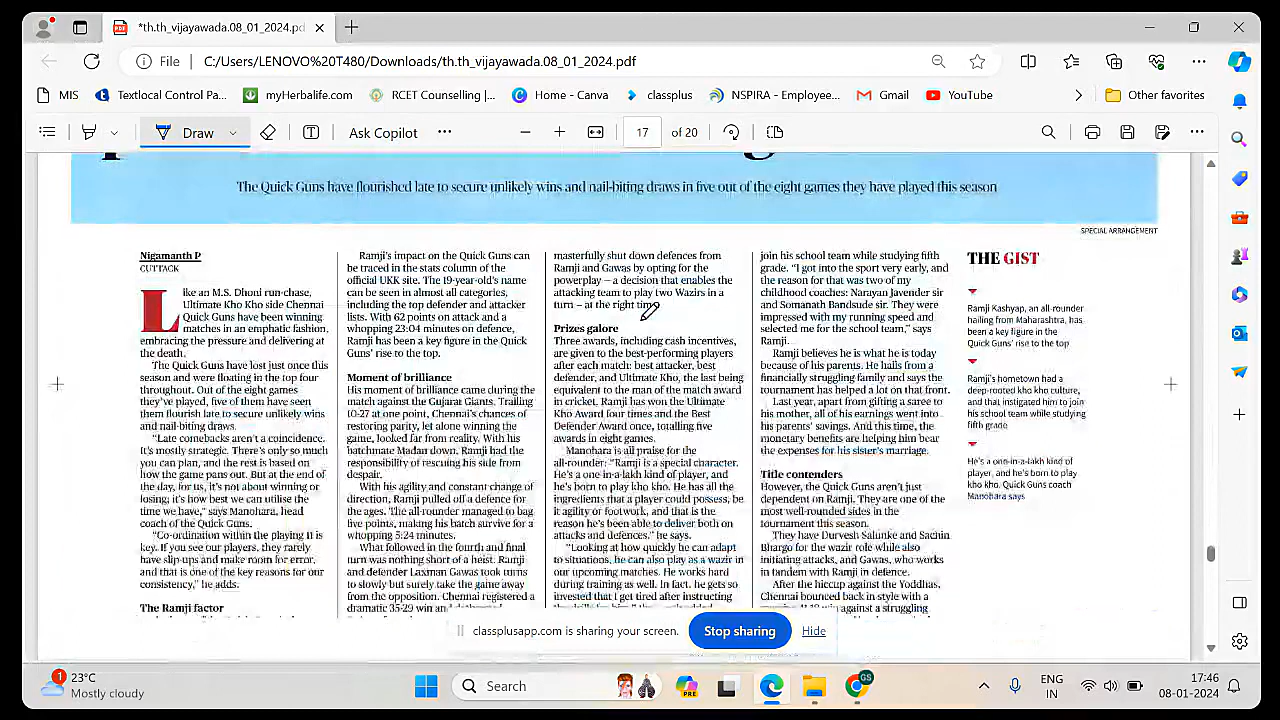 *th.th_vijayawada.08_01_2024.pd
File
C:/Users/LENOVO%20T480/Downloads/th.th_vijayawada.08_01_2024.pdf
MIS
Textlocal Control Pa...
myHerbalife.com
RCET Counselling |...
Home - Canva
classplus
NSPIRA - Employee...
Gmail
YouTube
Other favorites
Draw
Ask Copilot
17 of 20
The Quick Guns have flourished late to secure unlikely wins and nail-biting draws in five out of the eight games they have played this season
SPECIAL ARRANGEMENT
Nigamanth P
CUTTACK
Like an M.S. Dhoni run-chase,
Ultimate Kho Kho side Chennai
Quick Guns have been winning
matches in an emphatic fashion,
embracing the pressure and delivering at
the death.
The Quick Guns have lost just once this
season and were floating in the top four
throughout. Out of the eight games
they've played, five of them have seen
them flourish late to secure unlikely wins
and nail-biting draws.
"Late comebacks aren't a coincidence.
It's mostly strategic. There's only so much
you can plan, and the rest is based on
how the game pans out. But at the end of
the day, for us, it's not about winning or
losing; it's how best we can utilise the
time we have," says Manohara, head
coach of the Quick Guns.
"Co-ordination within the playing 11 is
key. If you see our players, they rarely
have slip-ups and make room for error,
and that is one of the key reasons for our
consistency," he adds.
The Ramji factor
Ramji's impact on the Quick Guns can
be traced in the stats column of the
official UKK site. The 19-year-old's name
can be seen in almost all categories,
including the top defender and attacker
lists. With 62 points on attack and a
whopping 23:04 minutes on defence,
Ramji has been a key figure in the Quick
Guns' rise to the top.
Moment of brilliance
His moment of brilliance came during the
match against the Gujarat Giants. Trailing
10-27 at one point, Chennai's chances of
restoring parity, let alone winning the
game, looked far from reality. With his
batchmate Madan down, Ramji had the
responsibility of rescuing his side from
despair.
With his agility and constant change of
direction, Ramji pulled off a defence for
the ages. The all-rounder managed to bag
five points, making his batch survive for a
whopping 5:24 minutes.
What followed in the fourth and final
turn was nothing short of a heist. Ramji
and defender Laxman Gawas took turns
to slowly but surely take the game away
from the opposition. Chennai registered a
dramatic 35-29 win and
masterfully shut down defences from
Ramji and Gawas by opting for the
powerplay — a decision that enables the
attacking team to play two Wazirs in a
turn — at the right time.
Prizes galore
Three awards, including cash incentives,
are given to the best-performing players
after each match: best attacker, best
defender, and Ultimate Kho, the last being
equivalent to the man of the match award
in cricket. Ramji has won the Ultimate
Kho Award four times and the Best
Defender Award once, totalling five
awards in eight games.
Manohara is all praise for the
all-rounder: "Ramji is a special character.
He's a one-in-a-lakh kind of player, and
he's born to play kho kho. He has all the
ingredients that a player could possess, be
it agility or footwork, and that is the
reason he's been able to deliver both on
attacks and defences," he says.
"Looking at how quickly he can adapt
to situations, he can also play as a wazir in
our upcoming matches. He works hard
during training as well. In fact, he gets so
invested that I get tired after instructing
join his school team while studying fifth
grade. "I got into the sport very early, and
the reason for that was two of my
childhood coaches: Narayan Javender sir
and Somanath Bandsude sir. They were
impressed with my running speed and
selected me for the school team," says
Ramji.
Ramji believes he is what he is today
because of his parents. He hails from a
financially struggling family and says the
tournament has helped a lot on that front.
Last year, apart from gifting a saree to
his mother, all of his earnings went into
his parents' savings. And this time, the
monetary benefits are helping him bear
the expenses for his sister's marriage.
Title contenders
However, the Quick Guns aren't just
dependent on Ramji. They are one of the
most well-rounded sides in the
tournament this season.
They have Durvesh Salunke and Sachin
Bhargo for the wazir role while also
initiating attacks, and Gawas, who works
in tandem with Ramji in defence.
After the hiccup against the Yoddhas,
Chennai bounced back in style with a
win against a struggling
THE GIST
Ramji Kashyap, an all-rounder
hailing from Maharashtra, has
been a key figure in the
Quick Guns' rise to the top
Ramji's hometown had a
deep-rooted kho kho culture,
and that instigated him to join
his school team while studying
fifth grade
He's a one-in-a-lakh kind of
player, and he's born to play
kho kho, Quick Guns coach
Manohara says
classplusapp.com is sharing your screen.
Stop sharing
Hide
1
23°C
Mostly cloudy
Search
PRE
GS
ENG
IN
17:46
08-01-2024